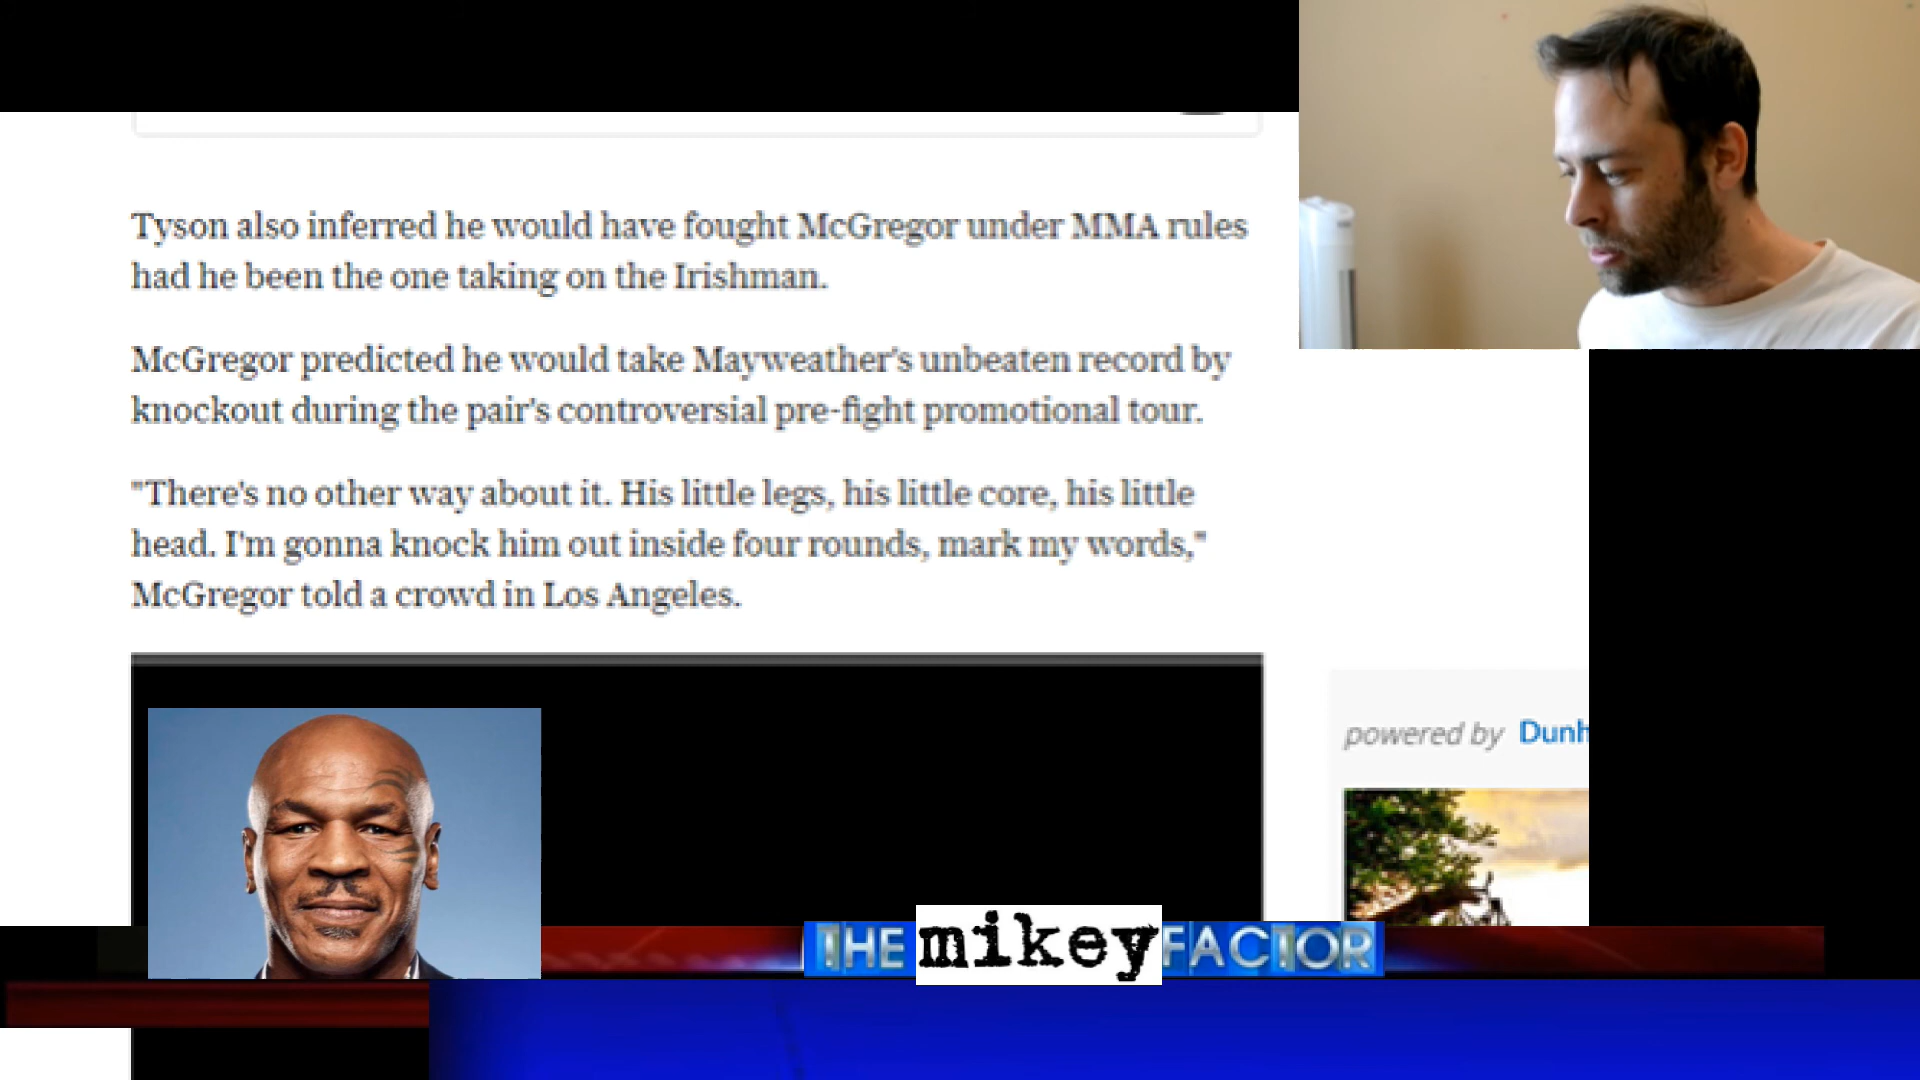 Tyson also inferred he would have fought McGregor under MMA rules
had he been the one taking on the Irishman.
McGregor predicted he would take Mayweather's unbeaten record by
knockout during the pair's controversial pre-fight promotional tour.
"There's no other way about it. His little legs, his little core, his little
head. I'm gonna knock him out inside four rounds, mark my words,"
McGregor told a crowd in Los Angeles.
powered by Dunh
THE mikey FACTOR